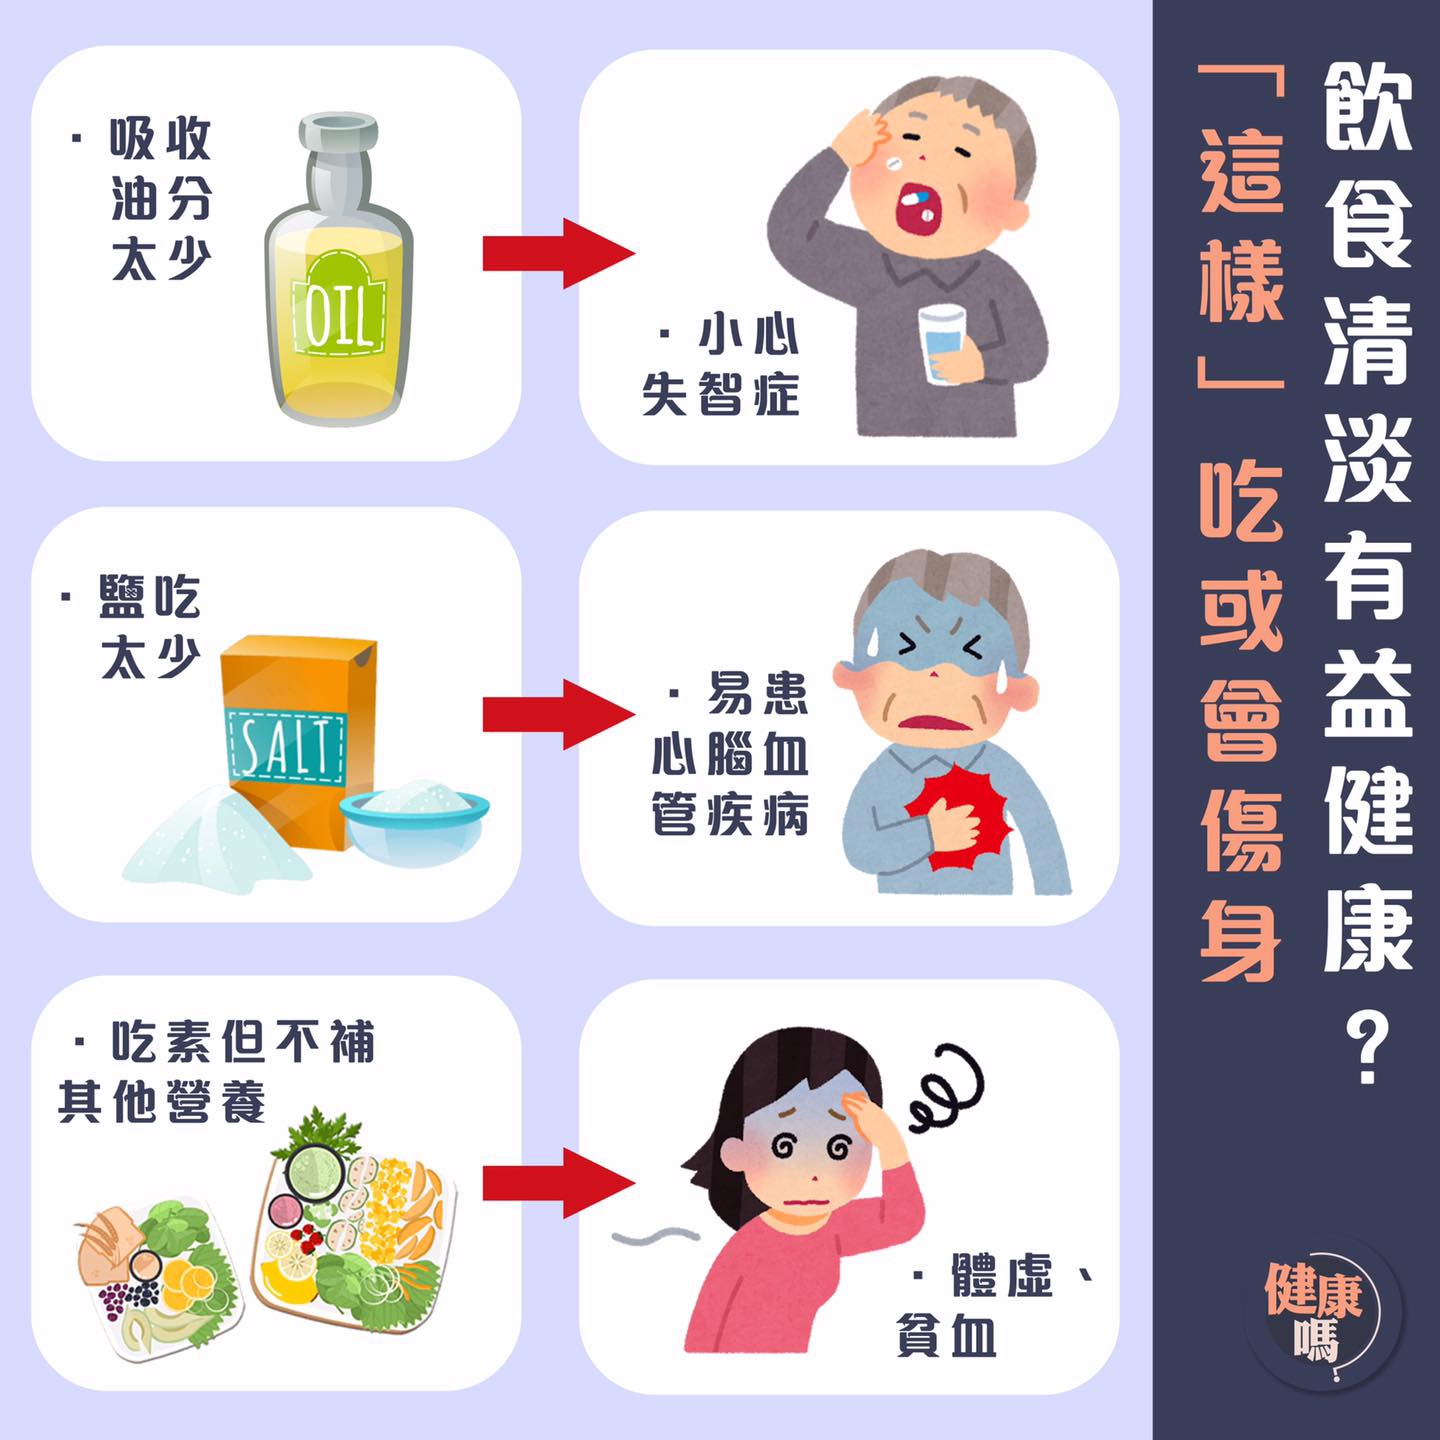 飲食清淡有益健康？
「這樣」吃或會傷身
・吸收
油分
太少
OIL
・小心
失智症
・鹽吃
太少
SALT
・易患
心腦血
管疾病
・吃素但不補
其他營養
・體虛、
貧血
健康
嗎?